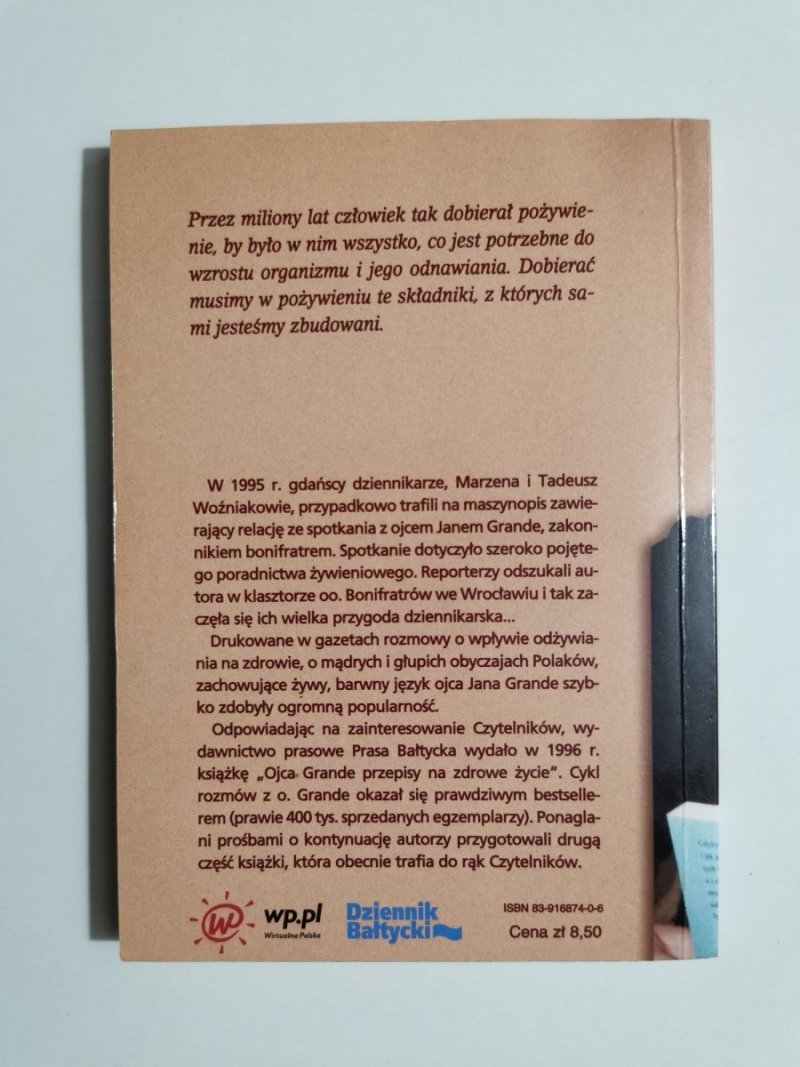 Przez miliony lat człowiek tak dobierał pożywie-
nie, by było w nim wszystko, co jest potrzebne do
wzrostu organizmu i jego odnawiania. Dobierać
musimy w pożywieniu te składniki, z których sa-
mi jesteśmy zbudowani.
W 1995 r. gdańscy dziennikarze, Marzena i Tadeusz
Woźniakowie, przypadkowo trafili na maszynopis zawie-
rający relację ze spotkania z ojcem Janem Grande, zakon-
nikiem bonifratrem. Spotkanie dotyczyło szeroko pojęte-
go poradnictwa żywieniowego. Reporterzy odszukali au-
tora w klasztorze oo. Bonifratrów we Wrocławiu i tak za-
częła się ich wielka przygoda dziennikarska...
Drukowane w gazetach rozmowy o wpływie odżywia-
nia na zdrowie, o mądrych i głupich obyczajach Polaków,
zachowujące żywy, barwny język ojca Jana Grande szyb-
ko zdobyły ogromną popularność.
Odpowiadając na zainteresowanie Czytelników, wy-
dawnictwo prasowe Prasa Bałtycka wydało w 1996 r.
książkę „Ojca Grande przepisy na zdrowe życie“. Cykl
rozmów z o. Grande okazał się prawdziwym bestselle-
rem (prawie 400 tys. sprzedanych egzemplarzy). Ponagla-
ni prośbami o kontynuację autorzy przygotowali drugą
część książki, która obecnie trafia do rąk Czytelników.
wp.pl
Wirtualna Polska
Dziennik
Bałtycki
ISBN 83-916874-0-6
Cena zł 8,50